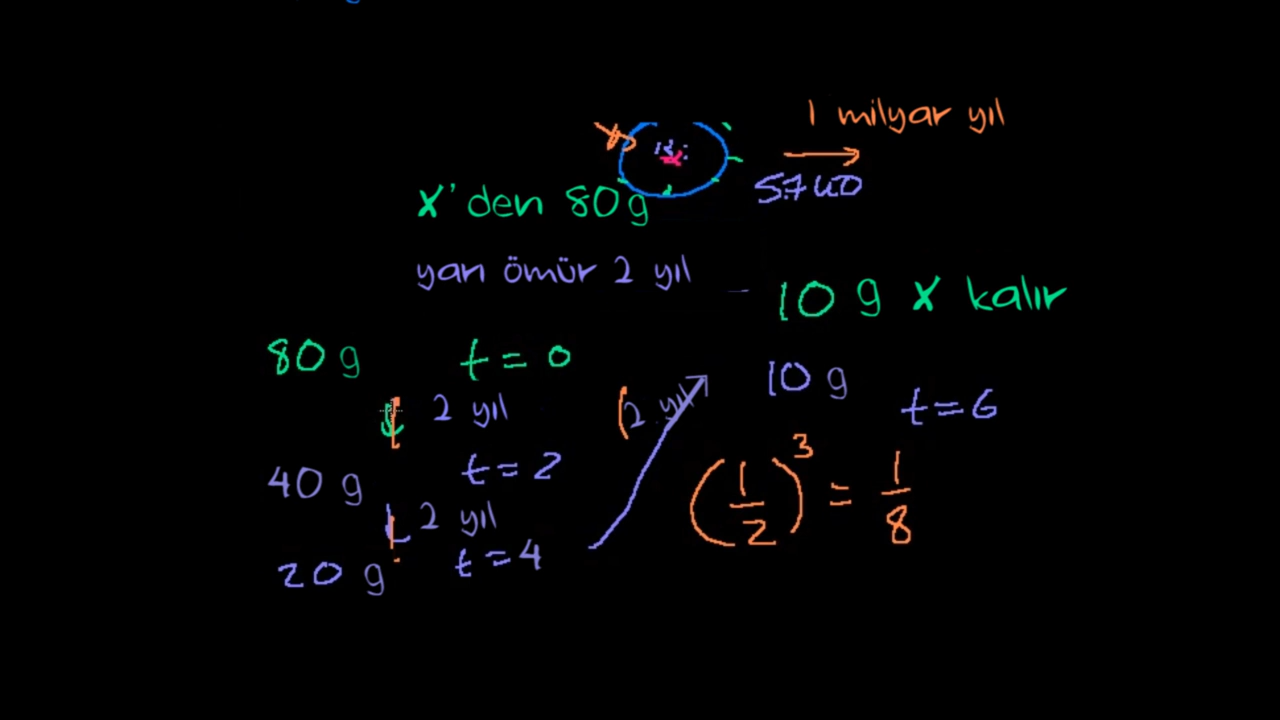 1 milyar yıl
5740
x'den 80g
yarı ömür 2 yıl
10 g x kalır
80 g t = 0
10 g
2 yıl
2 yıl
t = 6
40 g t = 2
(1/2)³ = 1/8
2 yıl
20 g t = 4